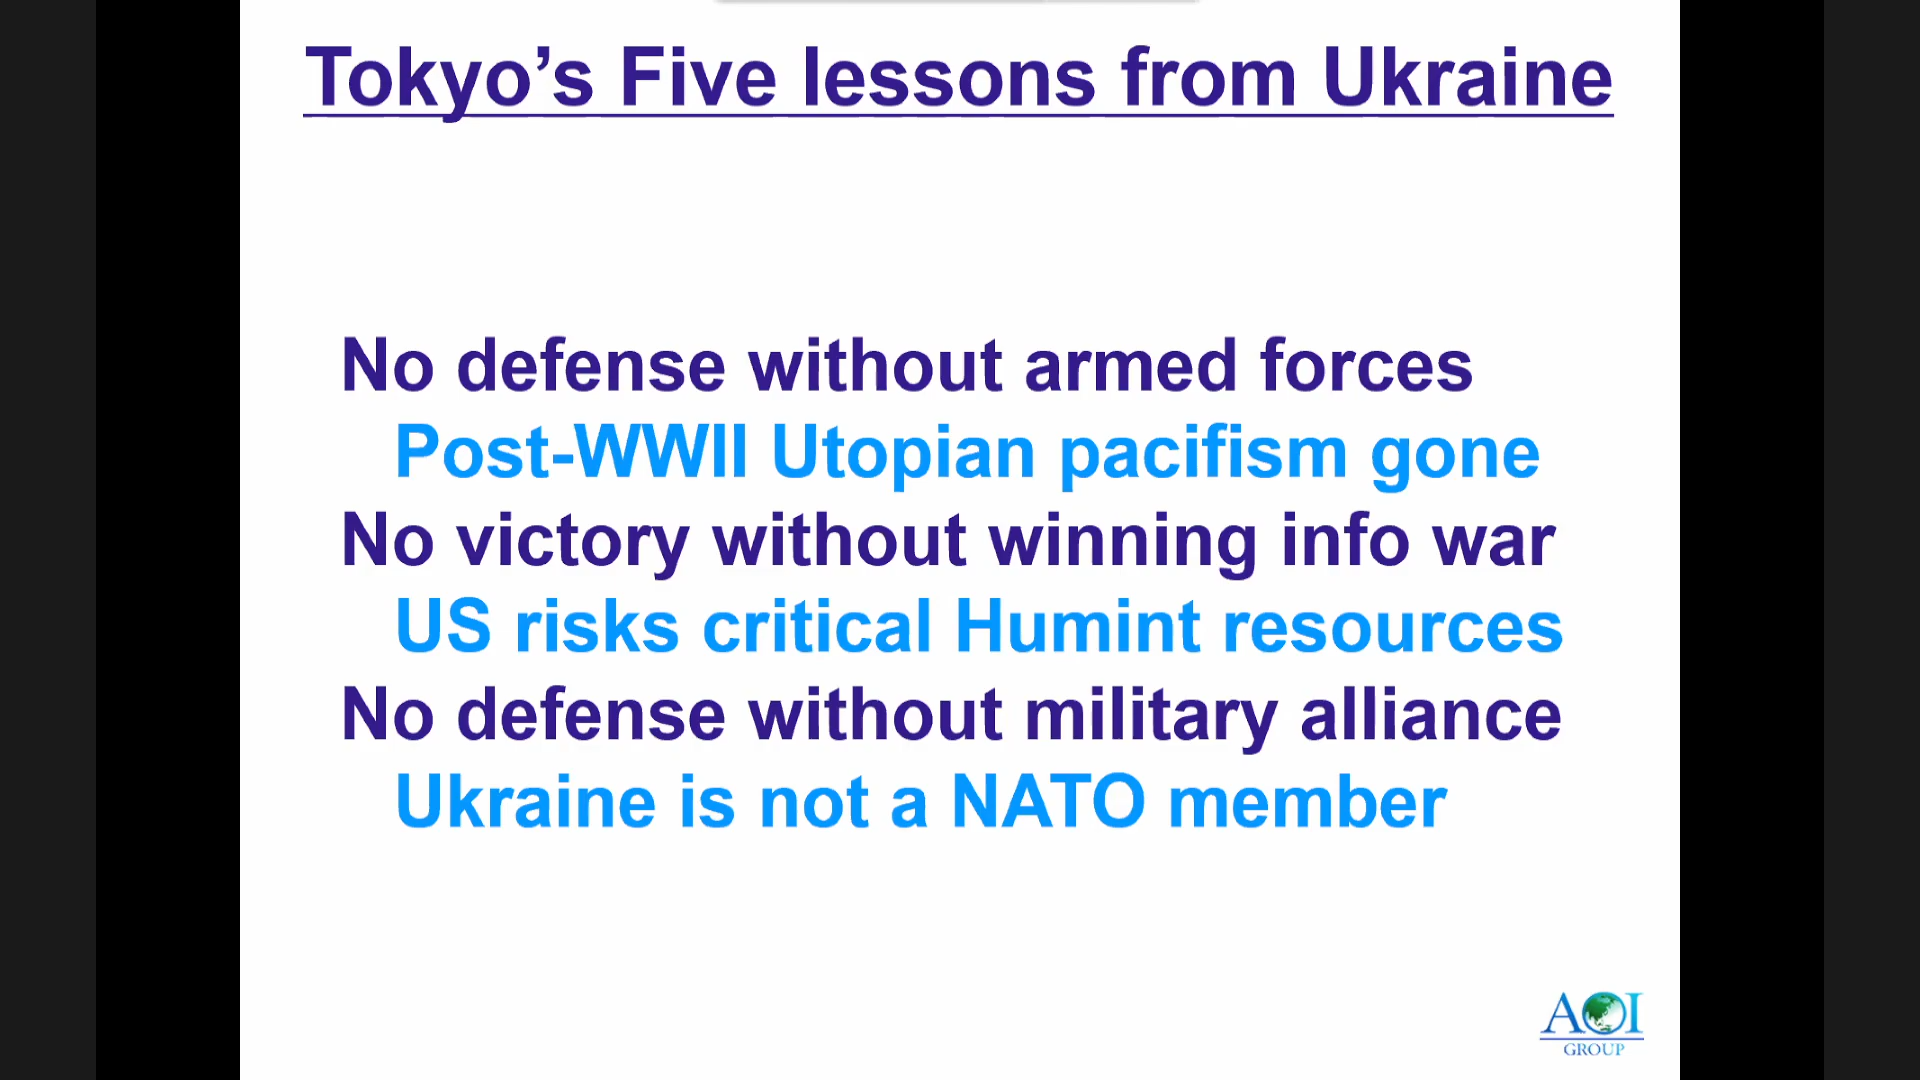 Tokyo’s Five lessons from Ukraine
No defense without armed forces
Post-WWII Utopian pacifism gone
No victory without winning info war
US risks critical Humint resources
No defense without military alliance
Ukraine is not a NATO member
AOI
GROUP